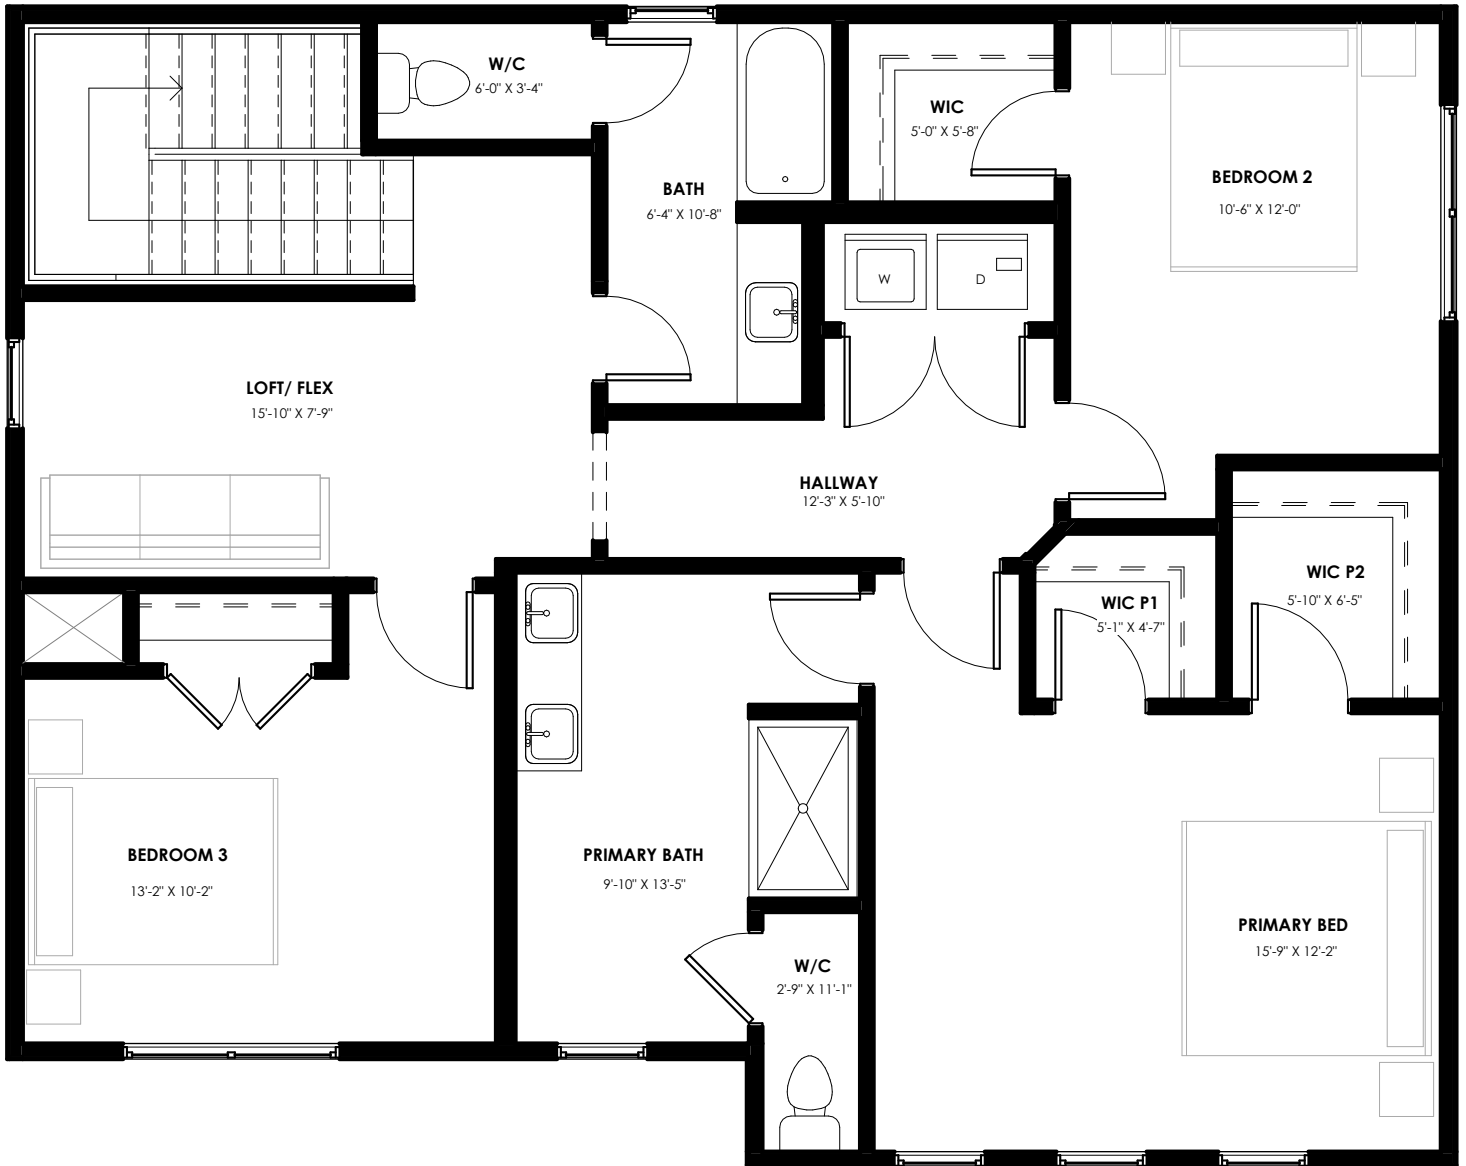 W/C
6'-0" X 3'-4"
WIC
5'-0" X 5'-8"
BATH
6'-4" X 10'-8"
BEDROOM 2
10'-6" X 12'-0"
W
D
LOFT/ FLEX
15'-10" X 7'-9"
HALLWAY
12'-3" X 5'-10"
WIC P1
5'-1" X 4'-7"
WIC P2
5'-10" X 6'-5"
BEDROOM 3
13'-2" X 10'-2"
PRIMARY BATH
9'-10" X 13'-5"
W/C
2'-9" X 11'-1"
PRIMARY BED
15'-9" X 12'-2"